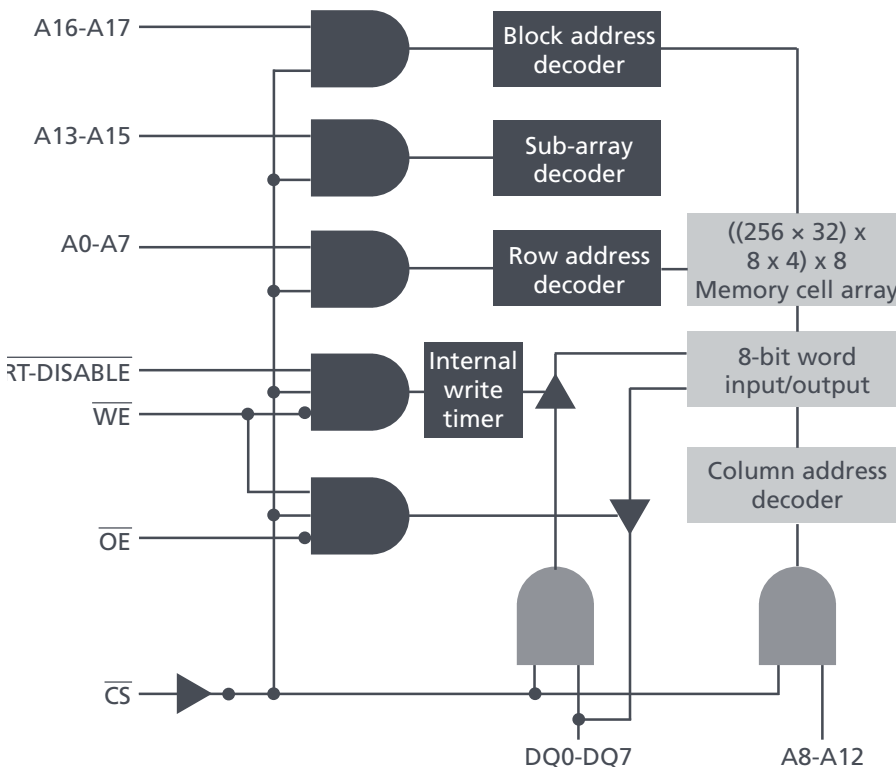 A16-A17
Block address
decoder
A13-A15
Sub-array
decoder
A0-A7
Row address
decoder
((256 × 32) x
8 x 4) x 8
Memory cell array
RT-DISABLE
WE
Internal
write
timer
8-bit word
input/output
Column address
decoder
OE
CS
DQ0-DQ7
A8-A12